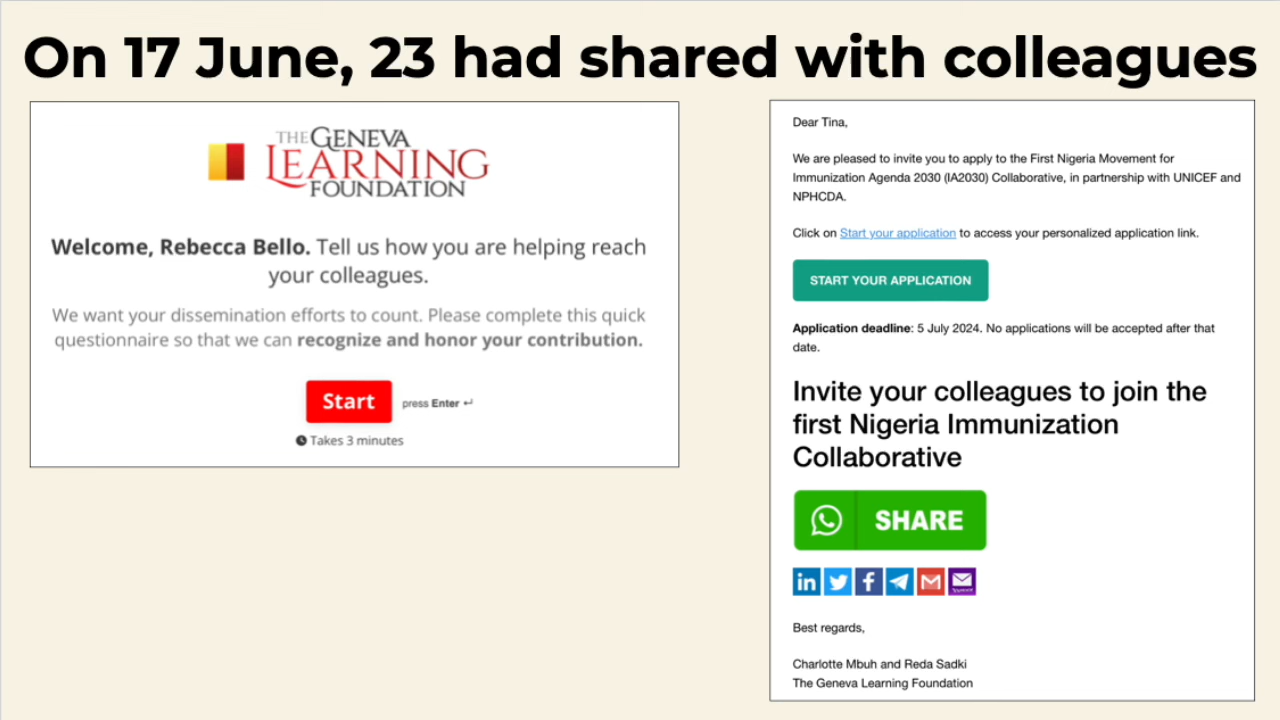 On 17 June, 23 had shared with colleagues
THE GENEVA
LEARNING
FOUNDATION
Welcome, Rebecca Bello. Tell us how you are helping reach
your colleagues.
We want your dissemination efforts to count. Please complete this quick
questionnaire so that we can recognize and honor your contribution.
Start press Enter ↵
Takes 3 minutes
Dear Tina,
We are pleased to invite you to apply to the First Nigeria Movement for
Immunization Agenda 2030 (IA2030) Collaborative, in partnership with UNICEF and
NPHCDA.
Click on Start your application to access your personalized application link.
START YOUR APPLICATION
Application deadline: 5 July 2024. No applications will be accepted after that
date.
Invite your colleagues to join the
first Nigeria Immunization
Collaborative
SHARE
in f M
Best regards,
Charlotte Mbuh and Reda Sadki
The Geneva Learning Foundation